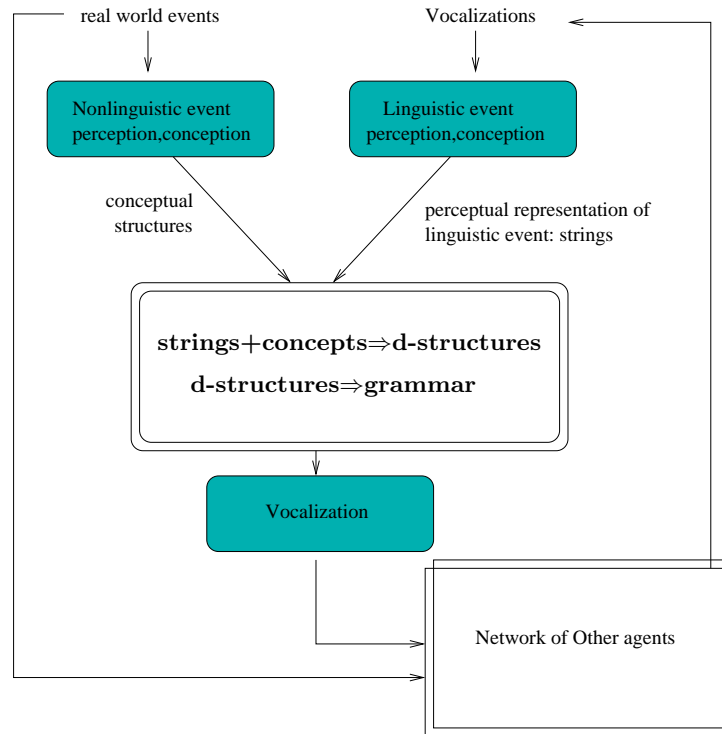 real world events
Vocalizations
Nonlinguistic event
perception,conception
Linguistic event
perception,conception
conceptual
structures
perceptual representation of
linguistic event: strings
strings+concepts⇒d-structures
d-structures⇒grammar
Vocalization
Network of Other agents